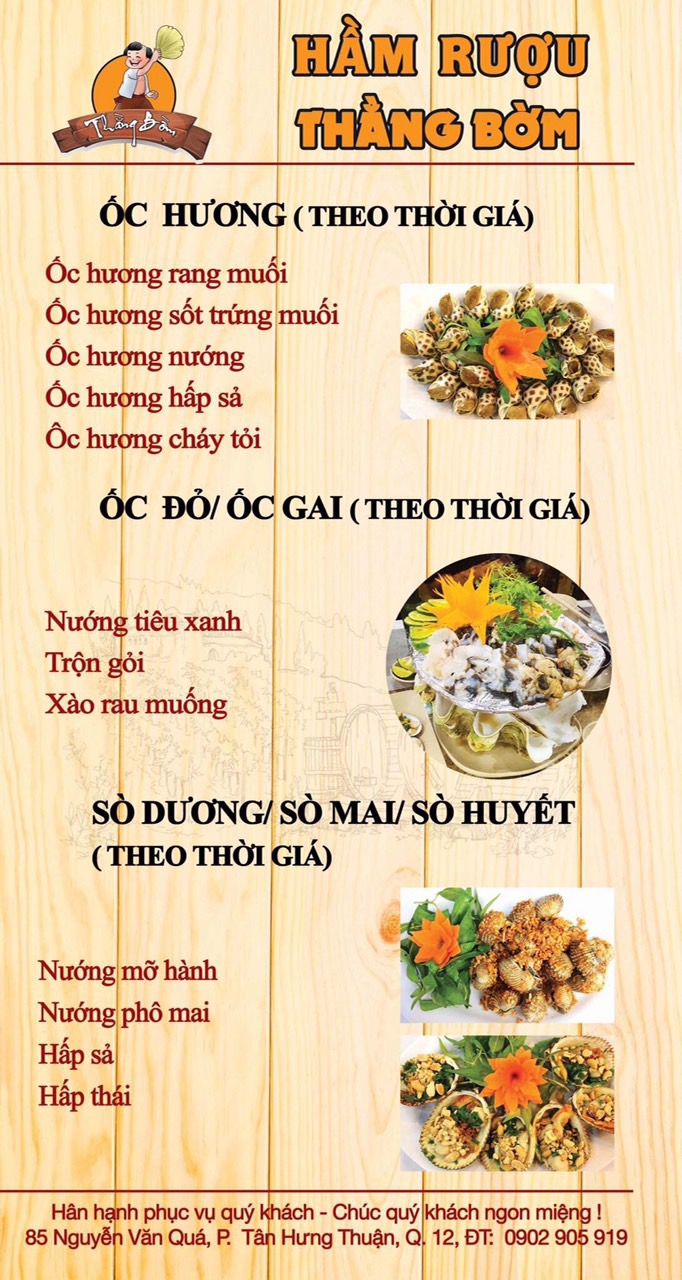 Thằng Bờm
HẦM RƯỢU
THẰNG BỜM
ỐC HƯƠNG ( THEO THỜI GIÁ)
Ốc hương rang muối
Ốc hương sốt trứng muối
Ốc hương nướng
Ốc hương hấp sả
Ôc hương cháy tỏi
ỐC ĐỎ/ ỐC GAI ( THEO THỜI GIÁ)
Nướng tiêu xanh
Trộn gỏi
Xào rau muống
SÒ DƯƠNG/ SÒ MAI/ SÒ HUYẾT
( THEO THỜI GIÁ)
Nướng mỡ hành
Nướng phô mai
Hấp sả
Hấp thái
Hân hạnh phục vụ quý khách - Chúc quý khách ngon miệng !
85 Nguyễn Văn Quá, P. Tân Hưng Thuận, Q. 12, ĐT: 0902 905 919